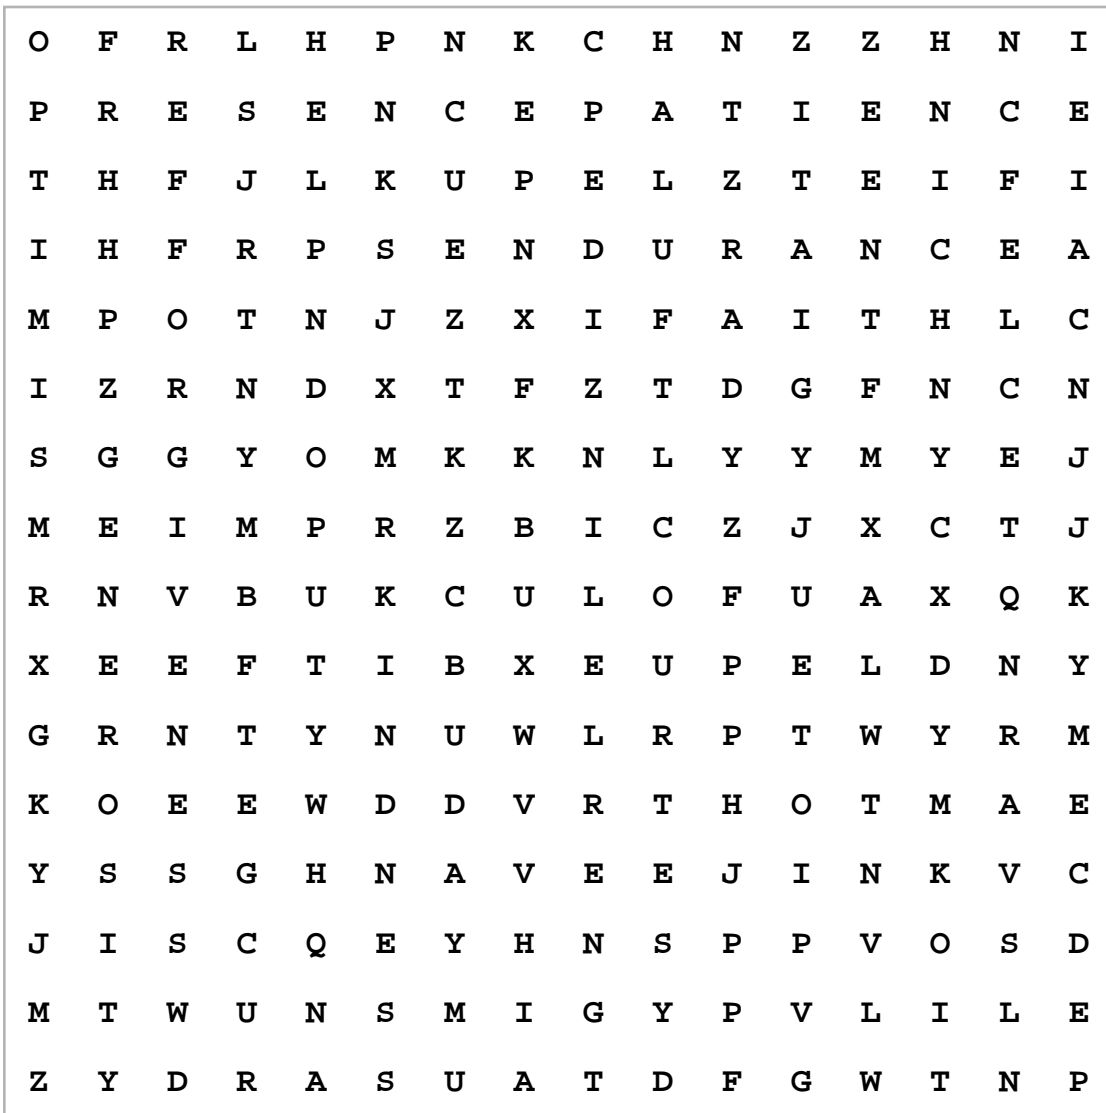 O F R L H P N K C H N Z Z H N I
P R E S E N C E P A T I E N C E
T H F J L K U P E L Z T E I F I
I H F R P S E N D U R A N C E A
M P O T N J Z X I F A I T H L C
I Z R N D X T F Z T D G F N C N
S G G Y O M K K N L Y Y M Y E J
M E I M P R Z B I C Z J X C T J
R N V B U K C U L O F U A X Q K
X E E F T I B X E U P E L D N Y
G R N T Y N U W L R P T W Y R M
K O E E W D D V R T H O T M A E
Y S S G H N A V E E J I N K V C
J I S C Q E Y H N S P P V O S D
M T W U N S M I G Y P V L I L E
Z Y D R A S U A T D F G W T N P